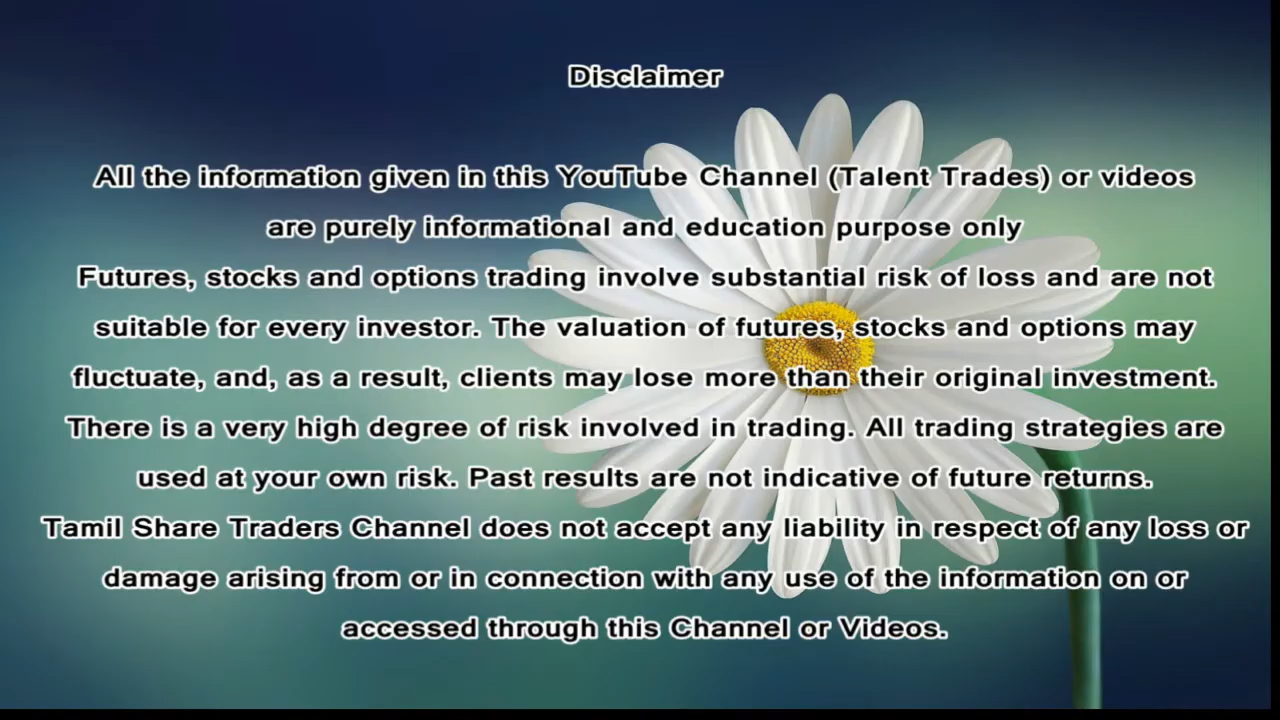 Disclaimer
All the information given in this YouTube Channel (Talent Trades) or videos
are purely informational and education purpose only
Futures, stocks and options trading involve substantial risk of loss and are not
suitable for every investor. The valuation of futures, stocks and options may
fluctuate, and, as a result, clients may lose more than their original investment.
There is a very high degree of risk involved in trading. All trading strategies are
used at your own risk. Past results are not indicative of future returns.
Tamil Share Traders Channel does not accept any liability in respect of any loss or
damage arising from or in connection with any use of the information on or
accessed through this Channel or Videos.